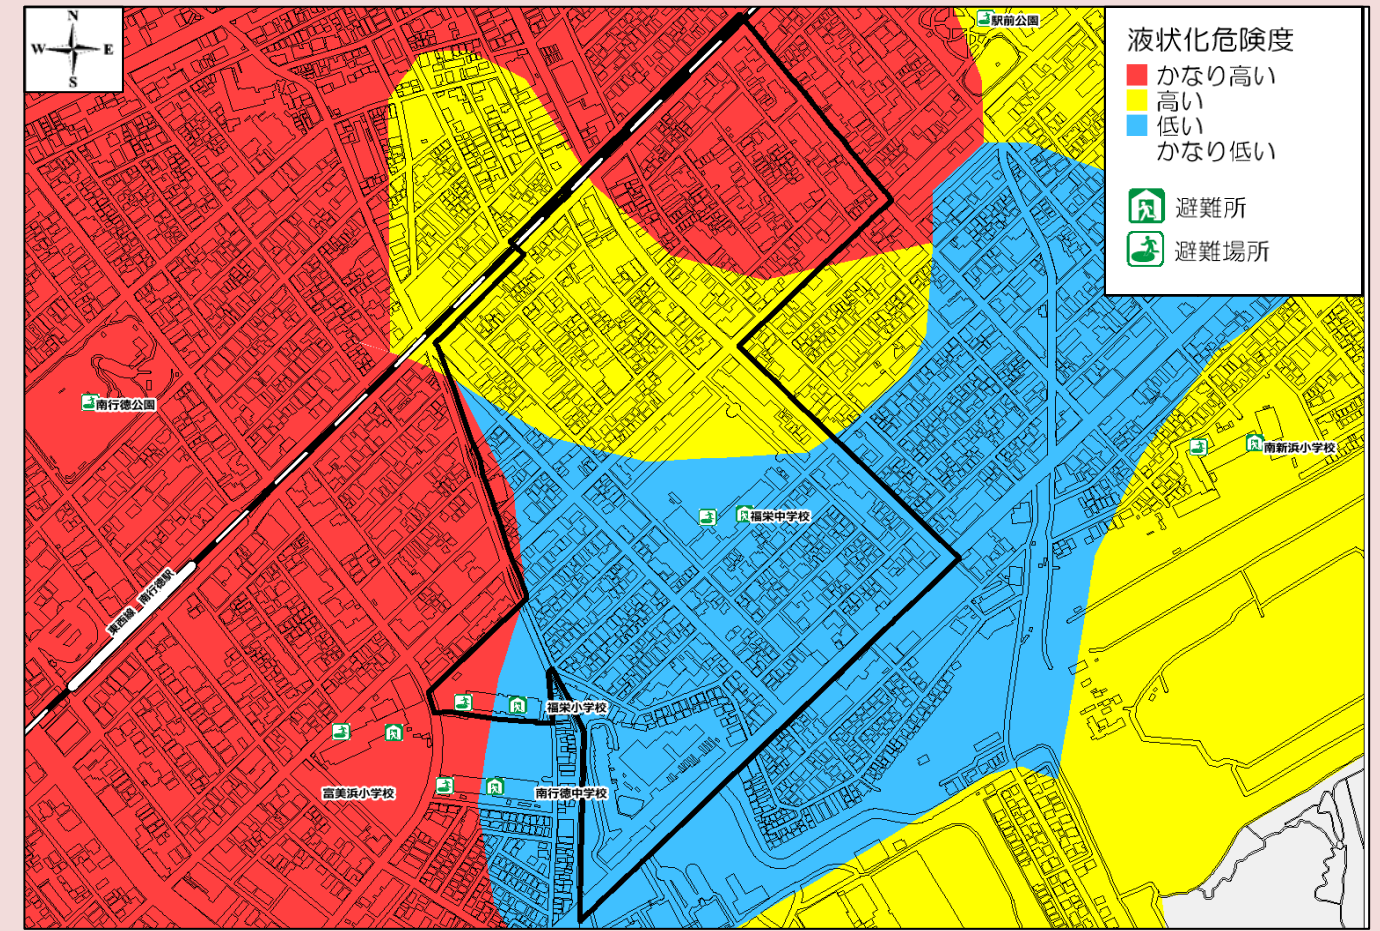 N
W E
S
駅前公園
液状化危険度
かなり高い
高い
低い
かなり低い
避難所
避難場所
南行徳公園
南新浜小学校
福栄中学校
東西線 南行徳駅
福栄小学校
富美浜小学校
南行徳中学校